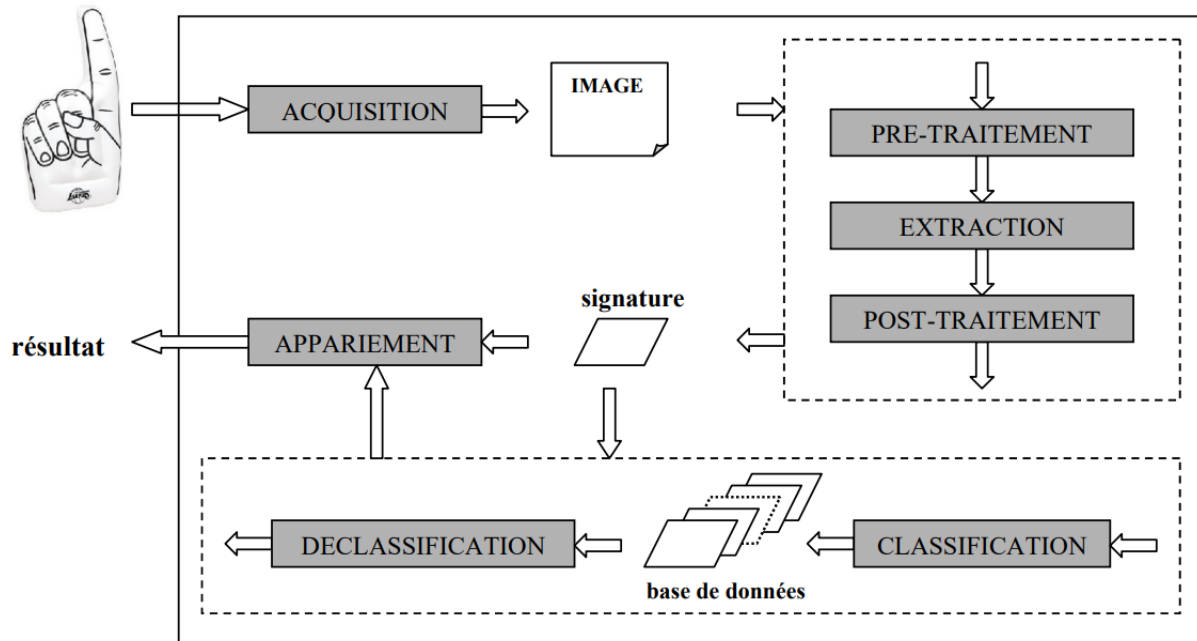 IMAGE
ACQUISITION
PRE-TRAITEMENT
EXTRACTION
signature
POST-TRAITEMENT
résultat
APPARIEMENT
DECLASSIFICATION
CLASSIFICATION
base de données